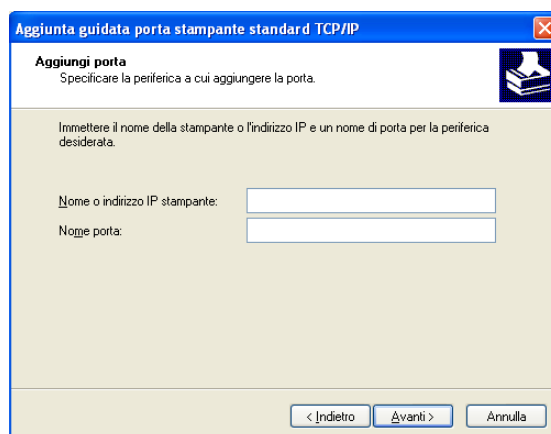 Aggiunta guidata porta stampante standard TCP/IP
Aggiungi porta
Specificare la periferica a cui aggiungere la porta.
Immettere il nome della stampante o l'indirizzo IP e un nome di porta per la periferica
desiderata.
Nome o indirizzo IP stampante:
Nome porta:
< Indietro
Avanti >
Annulla